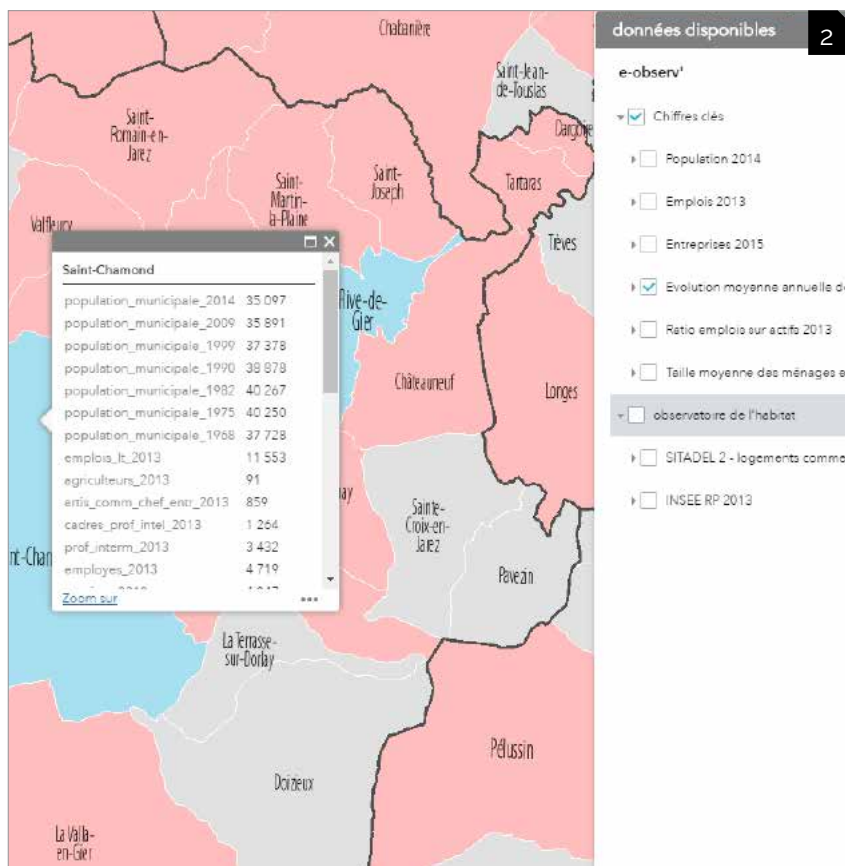 Chabanière
Saint-Jean-
de-Touslas
Saint-
Romain-en-
Jarez
Saint-
Martin-
la-Plaine
Saint-
Joseph
Dargoire
Tartaras
Valfleury
Trèves
Rive-de-
Gier
Châteauneuf
Longes
Sainte-
Croix-en-
Jarez
Pavezin
La Terrasse-
sur-Dorlay
Pélussin
Doizieux
La Valla-
en-Gier
Saint-Chamond
population_municipale_2014 35 097
population_municipale_2009 35 891
population_municipale_1999 37 378
population_municipale_1990 38 878
population_municipale_1982 40 267
population_municipale_1975 40 250
population_municipale_1968 37 728
emplois_lt_2013 11 553
agriculteurs_2013 91
artis_comm_chef_entr_2013 859
cadres_prof_intel_2013 1 264
prof_interm_2013 3 432
employes_2013 4 719
Zoom sur
données disponibles
2
e-observ'
Chiffres clés
Population 2014
Emplois 2013
Entreprises 2015
Evolution moyenne annuelle d
Ratio emplois sur actifs 2013
Taille moyenne des ménages e
observatoire de l'habitat
SITADEL 2 - logements comme
INSEE RP 2013